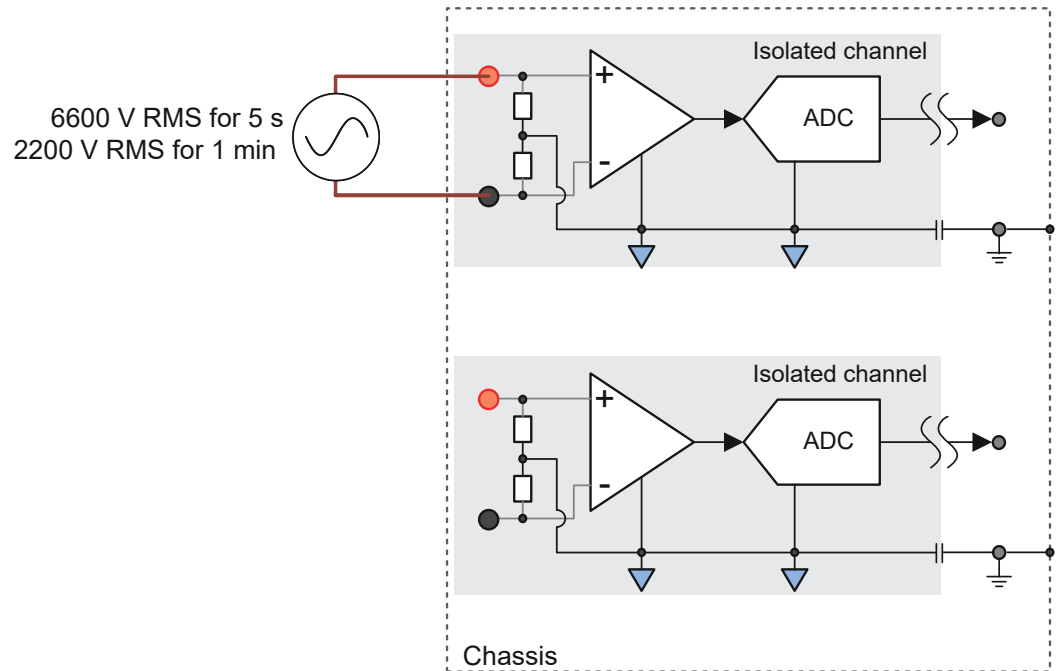 Isolated channel
6600 V RMS for 5 s
2200 V RMS for 1 min
+
-
ADC
Isolated channel
+
-
ADC
Chassis